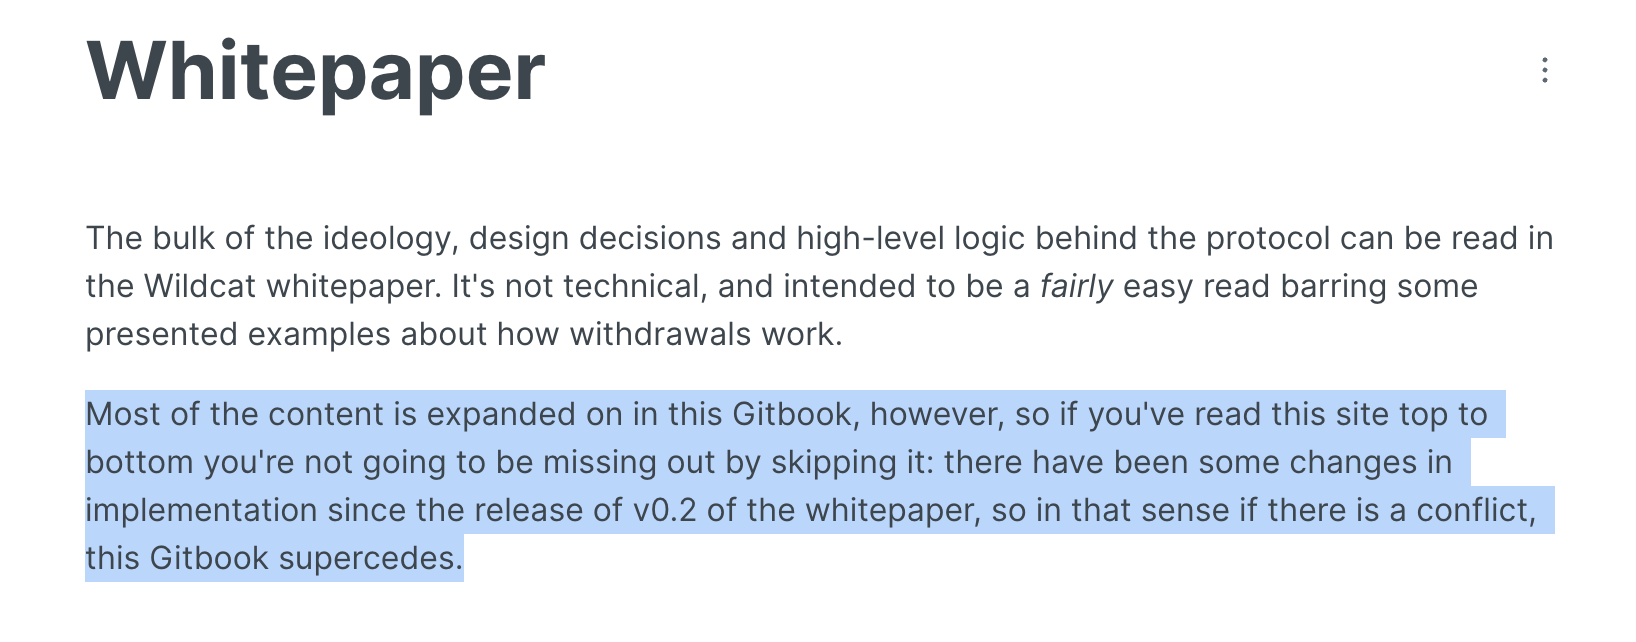 Whitepaper
The bulk of the ideology, design decisions and high-level logic behind the protocol can be read in
the Wildcat whitepaper. It's not technical, and intended to be a fairly easy read barring some
presented examples about how withdrawals work.
Most of the content is expanded on in this Gitbook, however, so if you've read this site top to
bottom you're not going to be missing out by skipping it: there have been some changes in
implementation since the release of v0.2 of the whitepaper, so in that sense if there is a conflict,
this Gitbook supercedes.